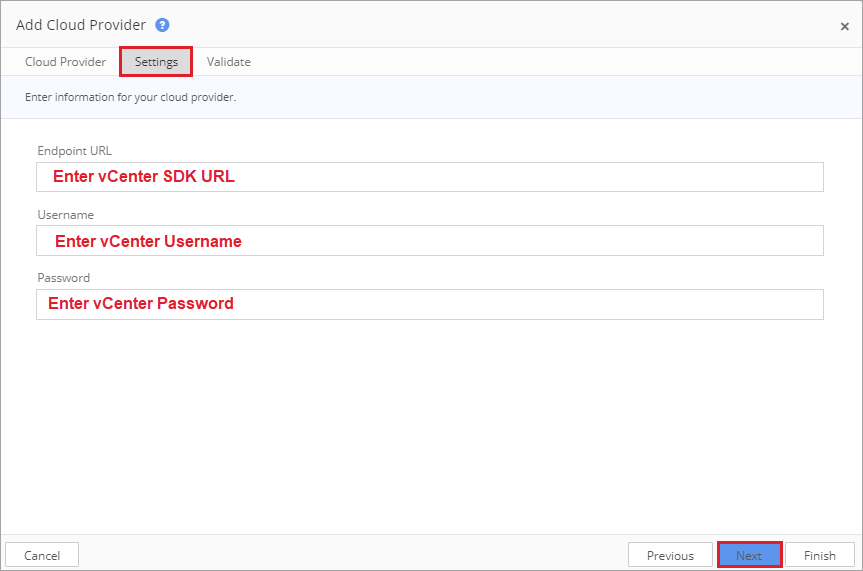 Add Cloud Provider ?
×
Cloud Provider Settings Validate
Enter information for your cloud provider.
Endpoint URL
Enter vCenter SDK URL
Username
Enter vCenter Username
Password
Enter vCenter Password
Cancel Previous Next Finish